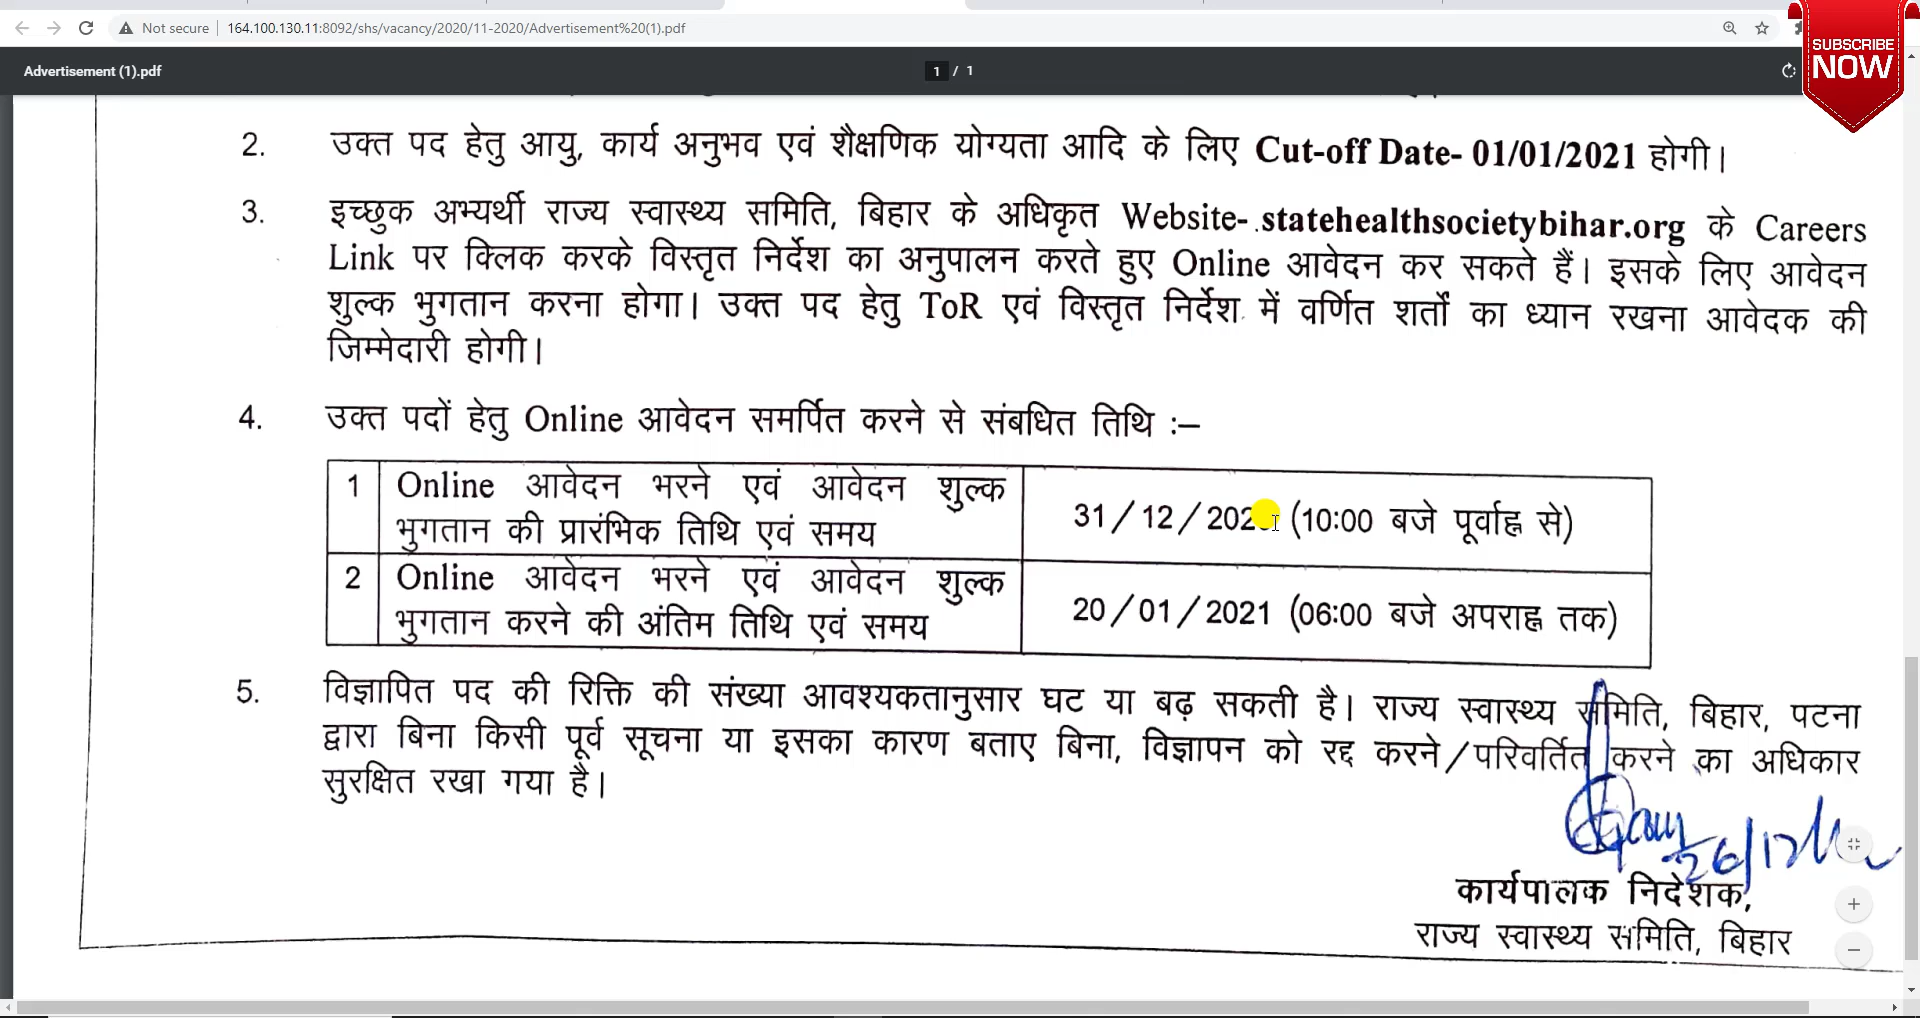 Not secure 164.100.130.11:8092/shs/vacancy/2020/11-2020/Advertisement%20(1).pdf
SUBSCRIBE
NOW
Advertisement (1).pdf 1 / 1
2. उक्त पद हेतु आयु, कार्य अनुभव एवं शैक्षणिक योग्यता आदि के लिए Cut-off Date- 01/01/2021 होगी।
3. इच्छुक अभ्यर्थी राज्य स्वास्थ्य समिति, बिहार के अधिकृत Website- statehealthsocietybihar.org के Careers
Link पर क्लिक करके विस्तृत निर्देश का अनुपालन करते हुए Online आवेदन कर सकते हैं। इसके लिए आवेदन
शुल्क भुगतान करना होगा। उक्त पद हेतु ToR एवं विस्तृत निर्देश में वर्णित शर्तों का ध्यान रखना आवेदक की
जिम्मेदारी होगी।
4. उक्त पदों हेतु Online आवेदन समर्पित करने से संबधित तिथि :–
1 Online आवेदन भरने एवं आवेदन शुल्क
भुगतान की प्रारंभिक तिथि एवं समय
31/12/2020 (10:00 बजे पूर्वाह्न से)
2 Online आवेदन भरने एवं आवेदन शुल्क
भुगतान करने की अंतिम तिथि एवं समय
20/01/2021 (06:00 बजे अपराह्न तक)
5. विज्ञापित पद की रिक्ति की संख्या आवश्यकतानुसार घट या बढ़ सकती है। राज्य स्वास्थ्य समिति, बिहार, पटना
द्वारा बिना किसी पूर्व सूचना या इसका कारण बताए बिना, विज्ञापन को रद्द करने/परिवर्तित करने का अधिकार
सुरक्षित रखा गया है।
26/12
कार्यपालक निदेशक,
राज्य स्वास्थ्य समिति, बिहार